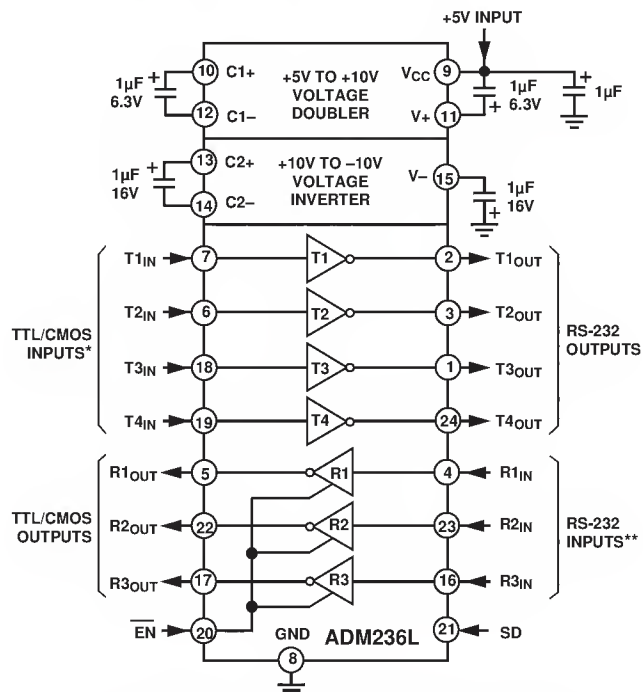 +5V INPUT
1µF 6.3V
10 C1+
12 C1–
+5V TO +10V
VOLTAGE
DOUBLER
VCC 9
V+ 11
1µF 6.3V
1µF
1µF 16V
13 C2+
14 C2–
+10V TO –10V
VOLTAGE
INVERTER
V– 15
1µF 16V
TTL/CMOS
INPUTS*
T1IN 7 T1 2 T1OUT
T2IN 6 T2 3 T2OUT
T3IN 18 T3 1 T3OUT
T4IN 19 T4 24 T4OUT
RS-232
OUTPUTS
TTL/CMOS
OUTPUTS
R1OUT 5 R1 4 R1IN
R2OUT 22 R2 23 R2IN
R3OUT 17 R3 16 R3IN
RS-232
INPUTS**
EN 20
GND
8
ADM236L
21 SD